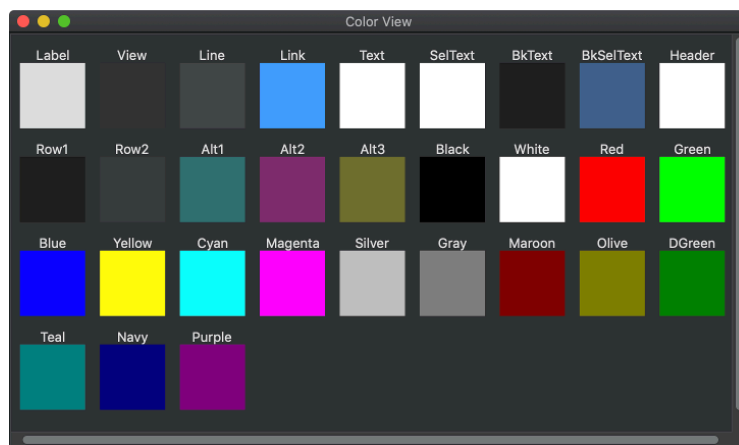 Color View
Label View Line Link Text SelText BkText BkSelText Header
Row1 Row2 Alt1 Alt2 Alt3 Black White Red Green
Blue Yellow Cyan Magenta Silver Gray Maroon Olive DGreen
Teal Navy Purple